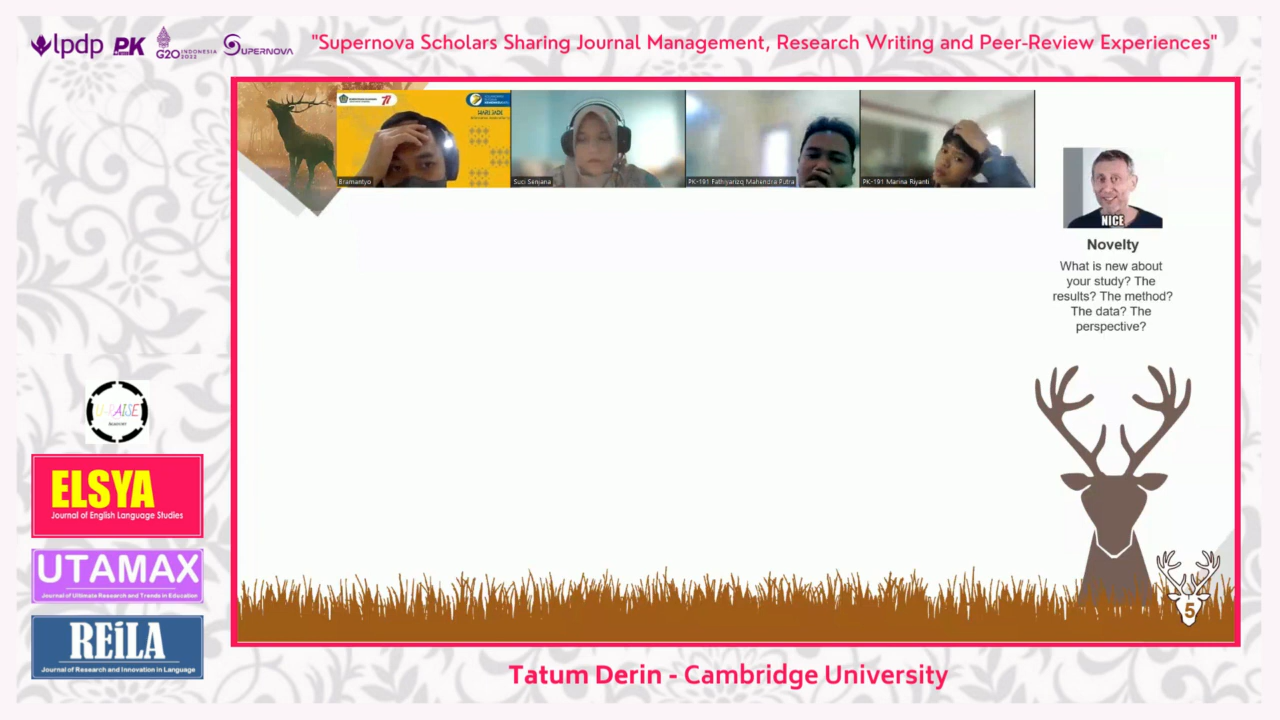 lpdp
PK
G20
INDONESIA
2022
SUPERNOVA
"Supernova Scholars Sharing Journal Management, Research Writing and Peer-Review Experiences"
Bramantyo
Suci Senjana
PK-191 Fathiyarizq Mahendra Putra
PK-191 Marina Riyanti
NICE
Novelty
What is new about
your study? The
results? The method?
The data? The
perspective?
5
U-RAISE
ELSYA
Journal of English Language Studies
UTAMAX
Journal of Ultimate Research and Trends in Education
REiLA
Journal of Research and Innovation in Language
Tatum Derin - Cambridge University